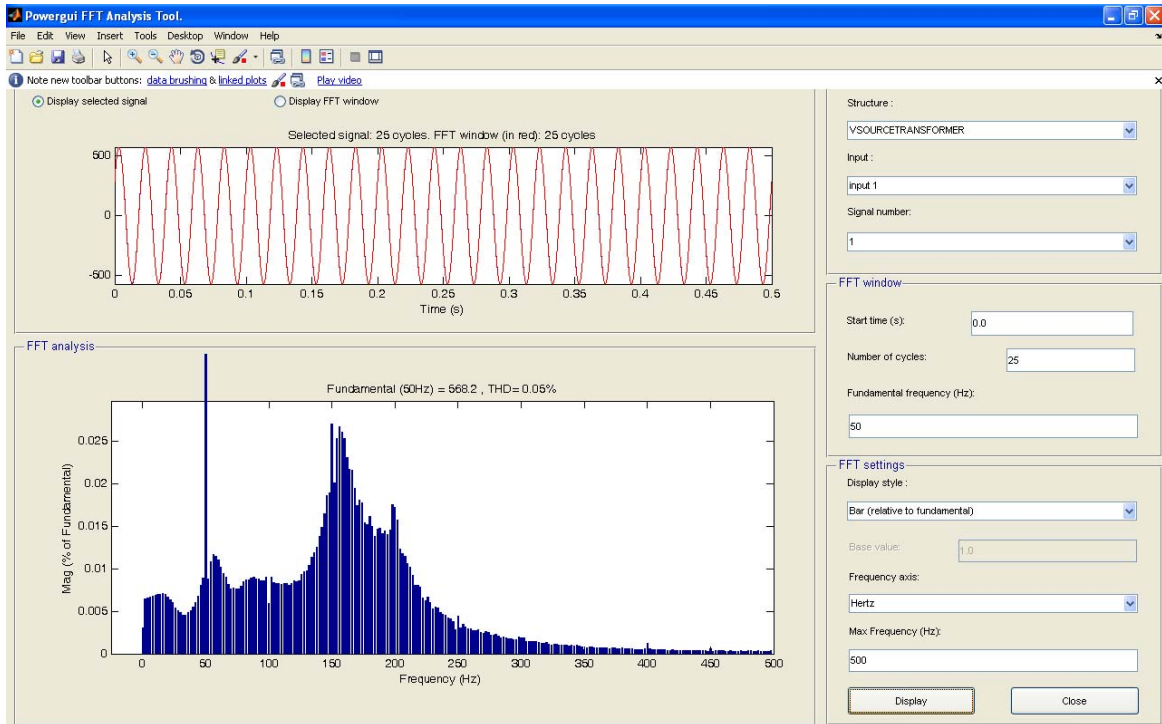 Powergui FFT Analysis Tool.
File Edit View Insert Tools Desktop Window Help
Note new toolbar buttons: data brushing & linked plots Play video
Display selected signal
Display FFT window
Selected signal: 25 cycles. FFT window (in red): 25 cycles
500
0
-500
0 0.05 0.1 0.15 0.2 0.25 0.3 0.35 0.4 0.45 0.5
Time (s)
FFT analysis
Fundamental (50Hz) = 568.2 , THD= 0.05%
0.025
0.02
0.015
0.01
0.005
0
Mag (% of Fundamental)
0 50 100 150 200 250 300 350 400 450 500
Frequency (Hz)
Structure :
VSOURCETRANSFORMER
Input :
input 1
Signal number:
1
FFT window
Start time (s): 0.0
Number of cycles: 25
Fundamental frequency (Hz):
50
FFT settings
Display style :
Bar (relative to fundamental)
Base value: 1.0
Frequency axis:
Hertz
Max Frequency (Hz):
500
Display Close